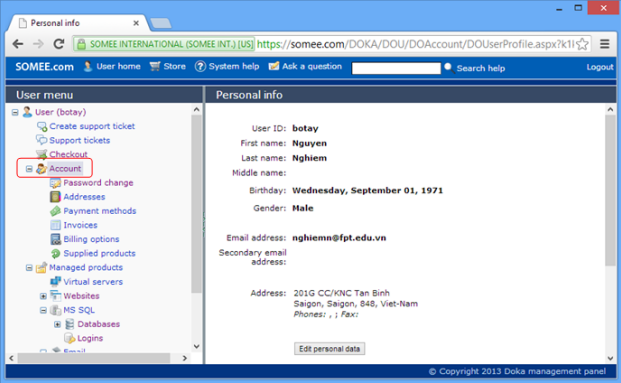 Personal info
SOMEE INTERNATIONAL (SOMEE INT.) [US] https://somee.com/DOKA/DOU/DOAccount/DOUserProfile.aspx?k1i
SOMEE.com User home Store System help Ask a question Search help Logout
User menu
User (botay)
Create support ticket
Support tickets
Checkout
Account
Password change
Addresses
Payment methods
Invoices
Billing options
Supplied products
Managed products
Virtual servers
Websites
MS SQL
Databases
Logins
Email
Personal info
User ID: botay
First name: Nguyen
Last name: Nghiem
Middle name:
Birthday: Wednesday, September 01, 1971
Gender: Male
Email address: nghiemn@fpt.edu.vn
Secondary email
address:
Address: 201G CC/KNC Tan Binh
Saigon, Saigon, 848, Viet-Nam
Phones: , ; Fax:
Edit personal data
© Copyright 2013 Doka management panel